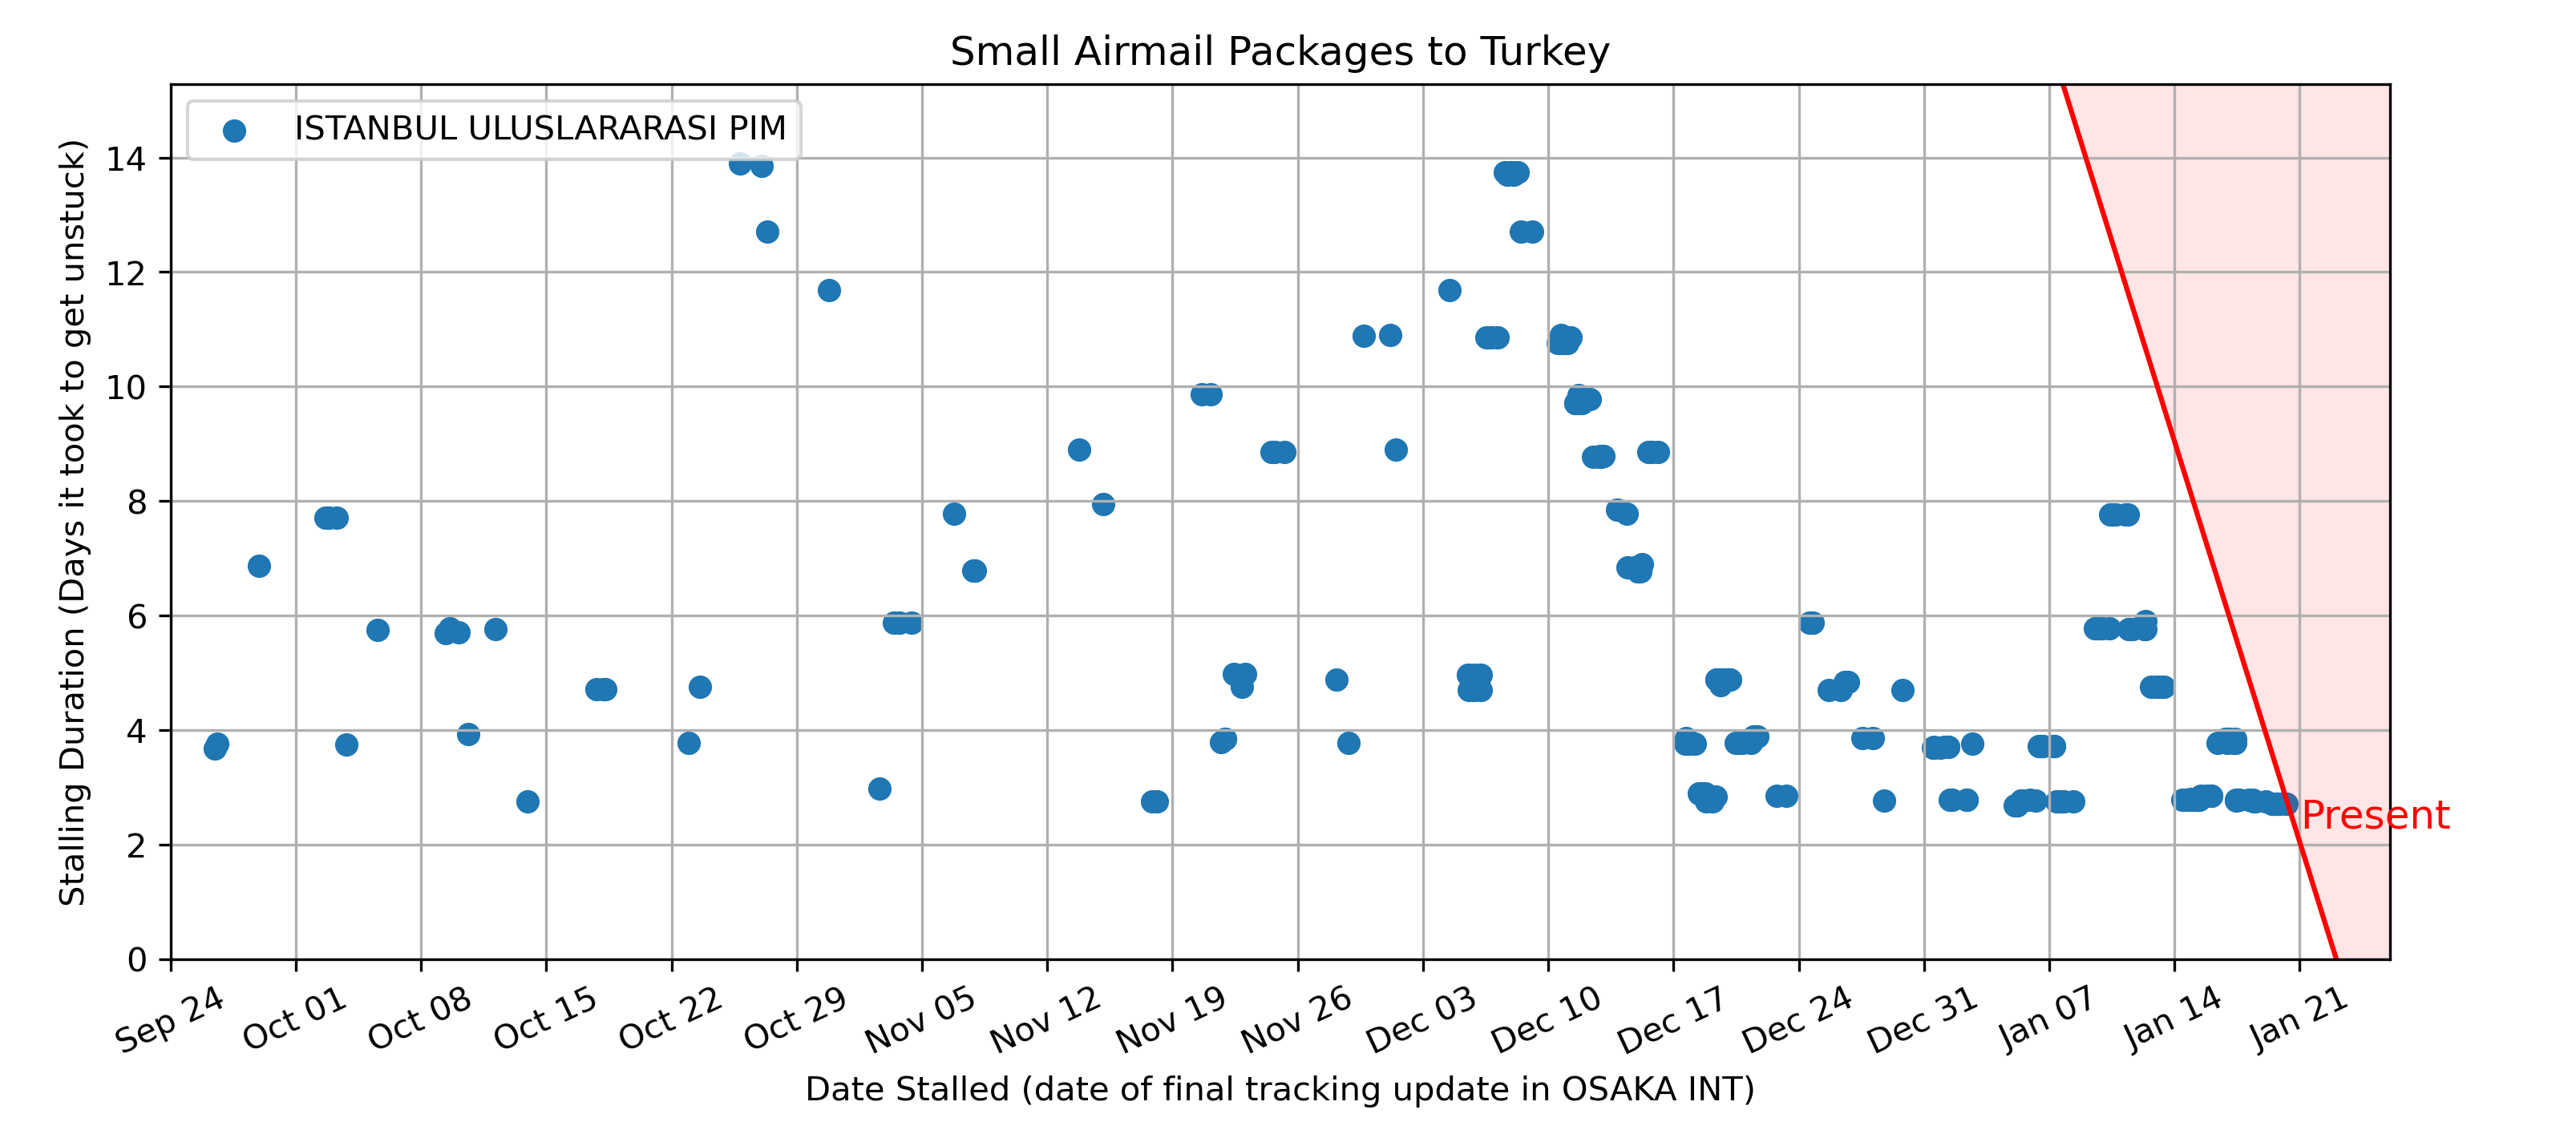 Small Airmail Packages to Turkey
ISTANBUL ULUSLARARASI PIM
Stalling Duration (Days it took to get unstuck)
14
12
10
8
6
4
2
0
Present
Sep 24
Oct 01
Oct 08
Oct 15
Oct 22
Oct 29
Nov 05
Nov 12
Nov 19
Nov 26
Dec 03
Dec 10
Dec 17
Dec 24
Dec 31
Jan 07
Jan 14
Jan 21
Date Stalled (date of final tracking update in OSAKA INT)